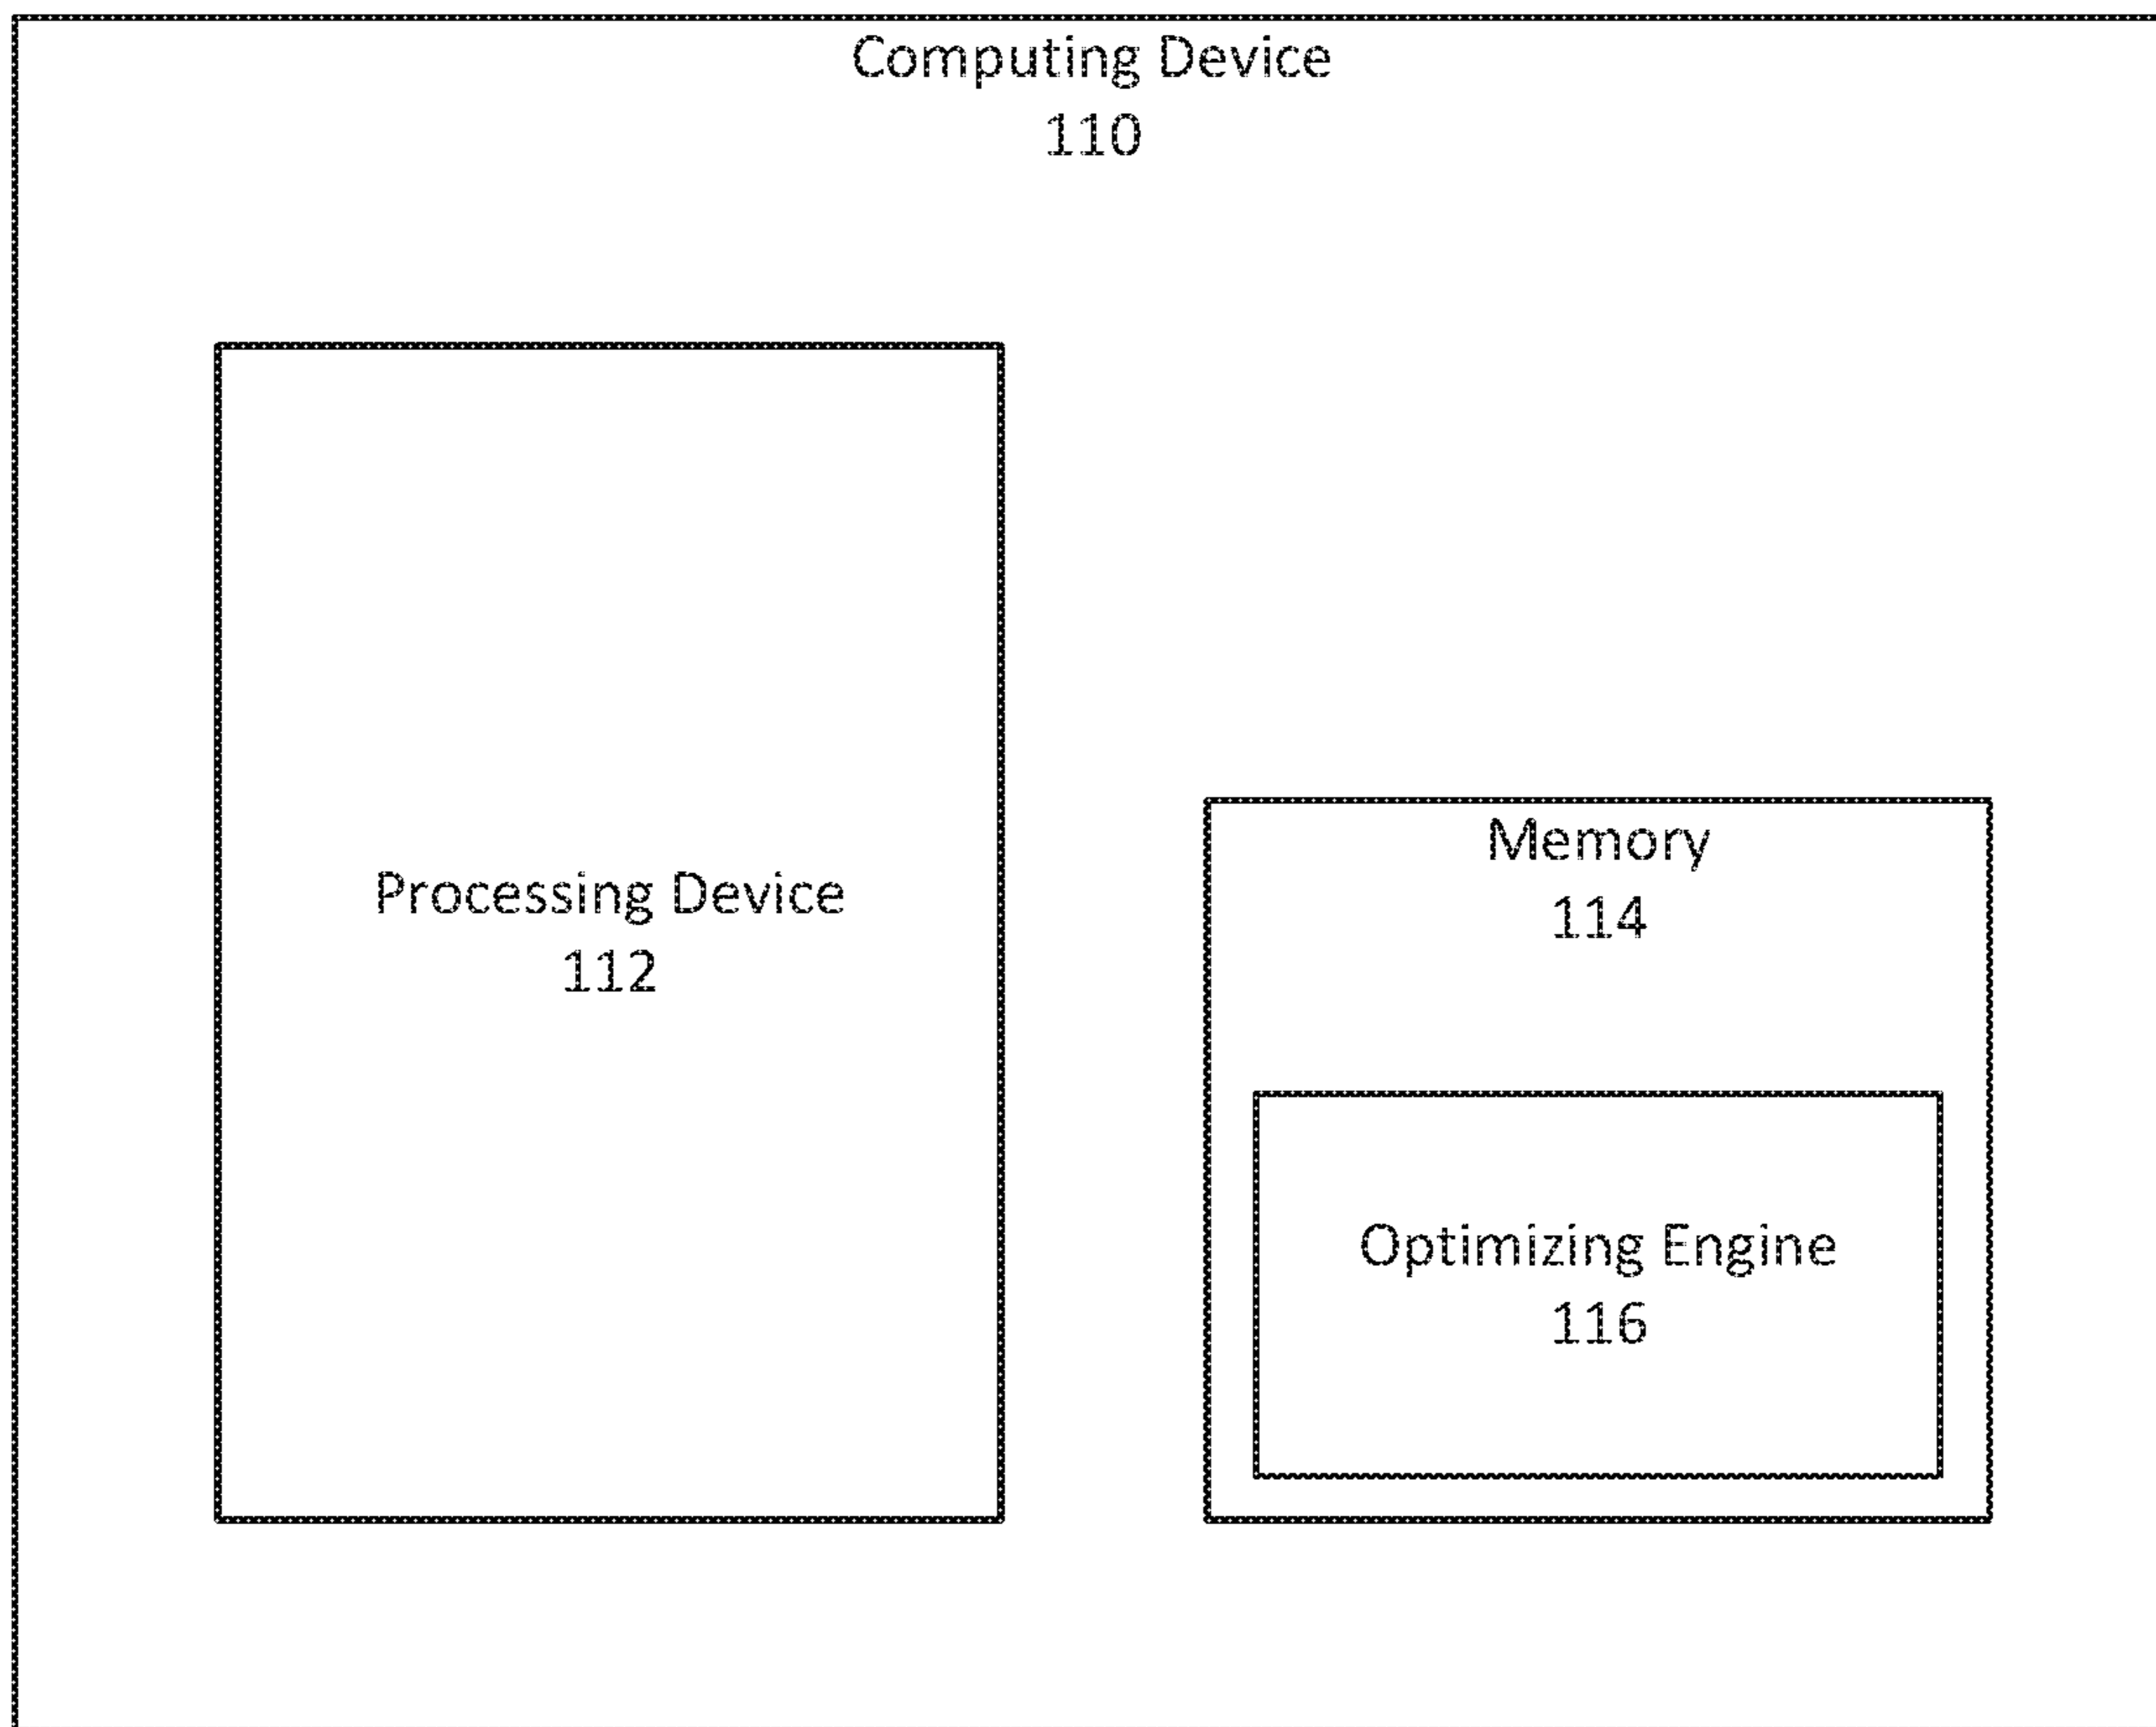 Computing Device
110
Processing Device
112
Memory
114
Optimizing Engine
116